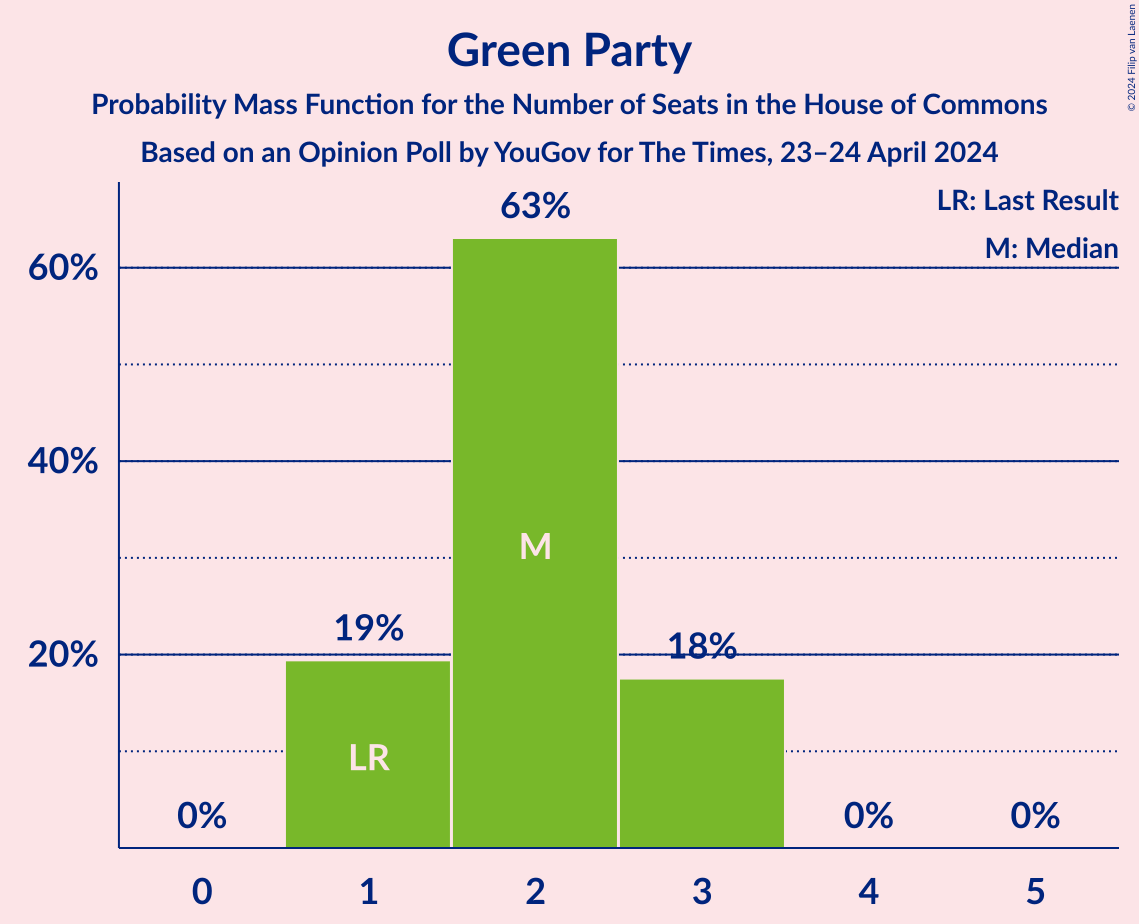 Green Party
Probability Mass Function for the Number of Seats in the House of Commons
Based on an Opinion Poll by YouGov for The Times, 23–24 April 2024
© 2024 Filip van Laenen
LR: Last Result
M: Median
63%
60%
40%
M
19%
18%
20%
LR
0%
0%
0%
0
1
2
3
4
5